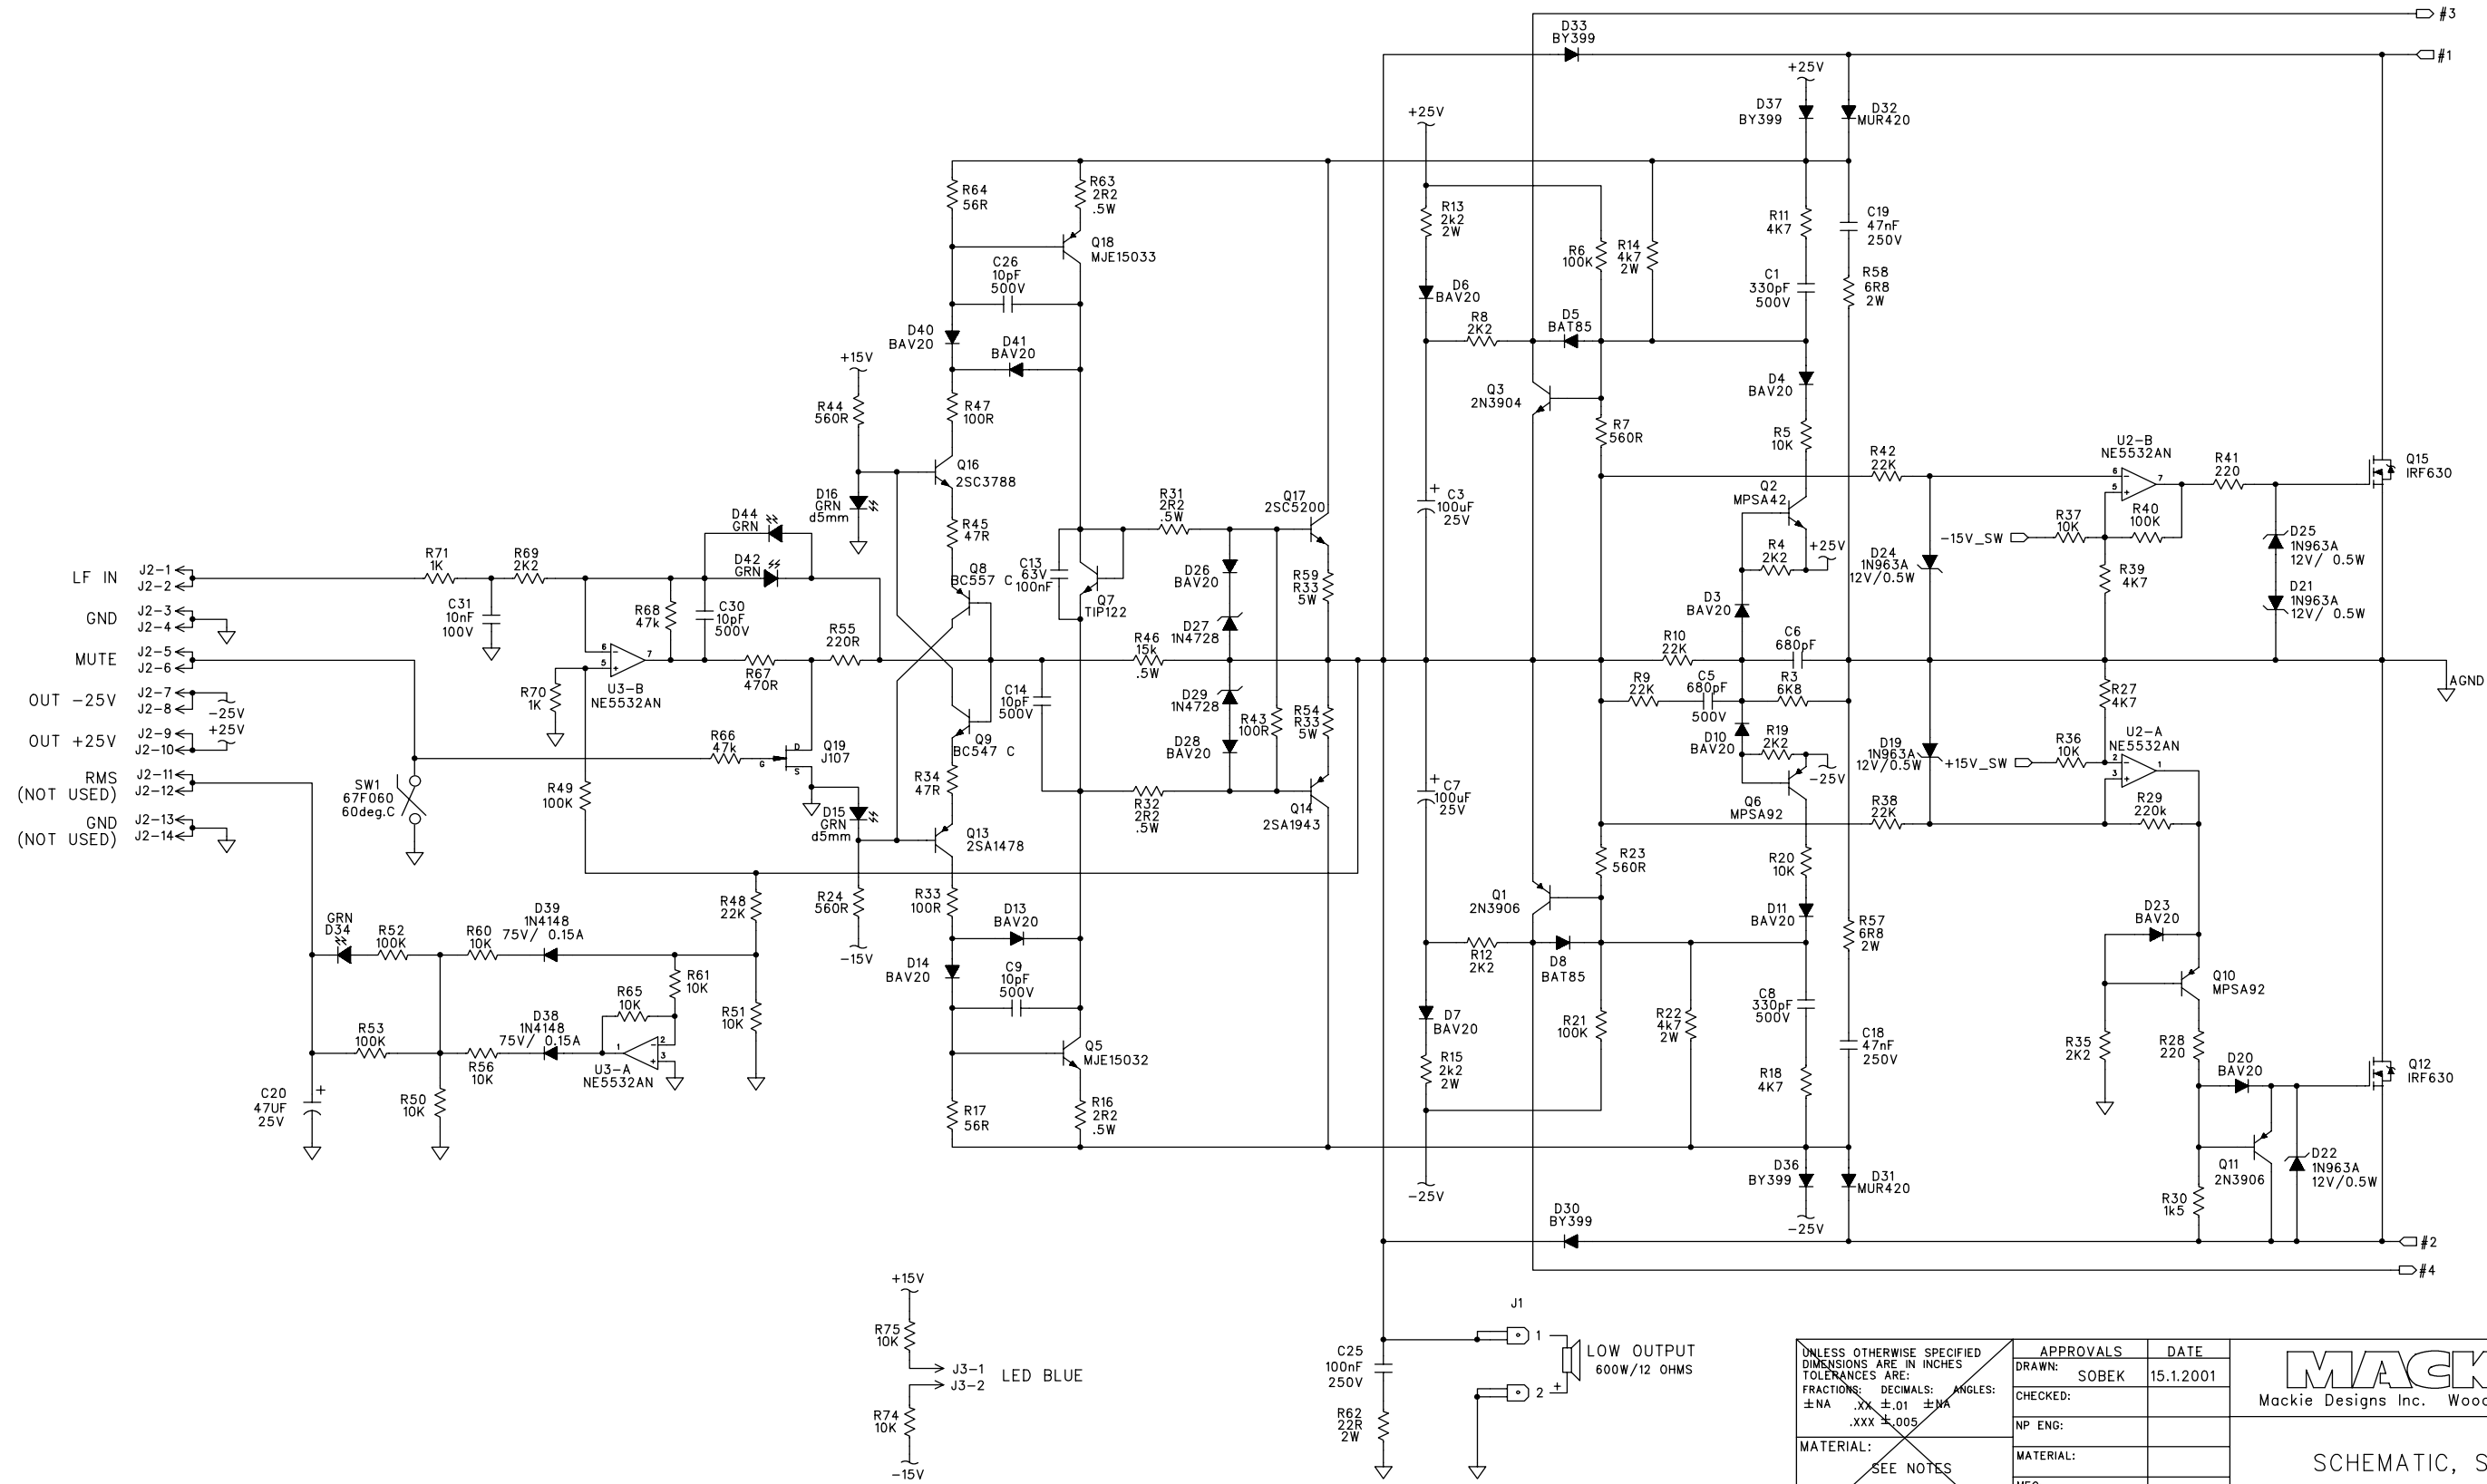 #3
D33
BY399
#1
+25V
D37
BY399
D32
MUR420
+25V
R64
56R
R63
2R2
.5W
R13
2k2
2W
R11
4K7
C19
47nF
250V
Q18
MJE15033
R6
100K
R14
4k7
2W
C26
10pF
500V
C1
330pF
500V
R58
6R8
2W
D6
BAV20
D40
BAV20
D41
BAV20
R8
2K2
D5
BAT85
+15V
D4
BAV20
R44
560R
R47
100R
Q3
2N3904
R7
560R
R5
10K
U2-B
NE5532AN
6
5
7
R42
22K
R41
220
Q15
IRF630
Q16
2SC3788
D16
GRN
d5mm
R31
2R2
.5W
Q17
2SC5200
+
C3
100uF
25V
Q2
MPSA42
D44
GRN
R45
47R
R37
10K
R40
100K
D25
1N963A
12V/ 0.5W
-15V_SW
+25V
R4
2K2
D24
1N963A
12V/0.5W
LF IN
J2-1
J2-2
R71
1K
R69
2K2
D42
GRN
Q8
BC557 C
C13
63V
100nF
D26
BAV20
R59
R33
5W
R39
4K7
D21
1N963A
12V/ 0.5W
GND
J2-3
J2-4
C31
10nF
100V
R68
47k
C30
10pF
500V
Q7
TIP122
D27
1N4728
D3
BAV20
MUTE
J2-5
J2-6
6
5
7
U3-B
NE5532AN
R55
220R
R67
470R
R46
15k
.5W
R10
22K
C6
680pF
AGND
OUT -25V
J2-7
J2-8
-25V
R70
1K
C14
10pF
500V
D29
1N4728
R43
100R
R54
R33
5W
R9
22K
C5
680pF
500V
R3
6K8
R27
4K7
OUT +25V
J2-9
J2-10
+25V
Q9
BC547 C
D28
BAV20
D10
BAV20
R19
2K2
-25V
D19
1N963A
12V/0.5W
+15V_SW
R36
10K
U2-A
NE5532AN
2
3
1
RMS
(NOT USED)
J2-11
J2-12
SW1
67F060
60deg.C
R66
47k
G
D
S
Q19
J107
R49
100K
R34
47R
R32
2R2
.5W
Q14
2SA1943
+
C7
100uF
25V
Q6
MPSA92
R38
22K
R29
220k
GND
(NOT USED)
J2-13
J2-14
D15
GRN
d5mm
Q13
2SA1478
R23
560R
R20
10K
R48
22K
R24
560R
R33
100R
D13
BAV20
Q1
2N3906
D11
BAV20
R57
6R8
2W
D23
BAV20
GRN
D34
R52
100K
R60
10K
D39
1N4148
75V/ 0.15A
-15V
D14
BAV20
C9
10pF
500V
R12
2K2
D8
BAT85
Q10
MPSA92
R61
10K
R65
10K
R51
10K
D7
BAV20
R21
100K
R22
4k7
2W
C8
330pF
500V
C18
47nF
250V
R35
2K2
R28
220
R53
100K
D38
1N4148
75V/ 0.15A
1
2
3
U3-A
NE5532AN
R56
10K
Q5
MJE15032
R15
2k2
2W
R18
4K7
D20
BAV20
Q12
IRF630
C20
47UF
25V
+
R50
10K
R17
56R
R16
2R2
.5W
-25V
D36
BY399
D31
MUR420
Q11
2N3906
D22
1N963A
12V/0.5W
R30
1k5
D30
BY399
-25V
#2
#4
+15V
R75
10K
J3-1
J3-2
LED BLUE
R74
10K
-15V
J1
1
2
+
LOW OUTPUT
600W/12 OHMS
C25
100nF
250V
R62
22R
2W
UNLESS OTHERWISE SPECIFIED
DIMENSIONS ARE IN INCHES
TOLERANCES ARE:
FRACTIONS: DECIMALS: ANGLES:
±NA .XX ±.01 ±NA
.XXX ±.005
MATERIAL:
SEE NOTES
APPROVALS DATE
DRAWN: SOBEK 15.1.2001
CHECKED:
NP ENG:
MATERIAL:
MACK
Mackie Designs Inc. Wood
SCHEMATIC, S